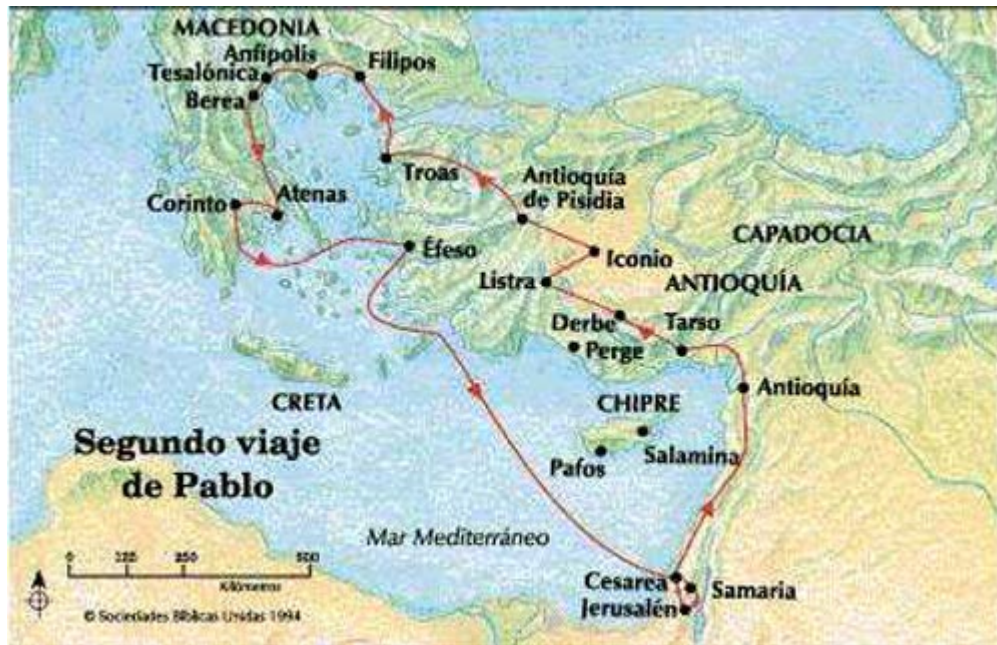 MACEDONIA
Anfípolis
Filipos
Tesalónica
Berea
Troas
Antioquía
de Pisidia
Corinto
Atenas
CAPADOCIA
Éfeso
Iconio
Listra
ANTIOQUÍA
Derbe
Tarso
Perge
Antioquía
CRETA
CHIPRE
Segundo viaje
de Pablo
Pafos
Salamina
Mar Mediterráneo
0 500
Kilómetros
Cesarea
Samaria
Jerusalén
© Sociedades Bíblicas Unidas 1994